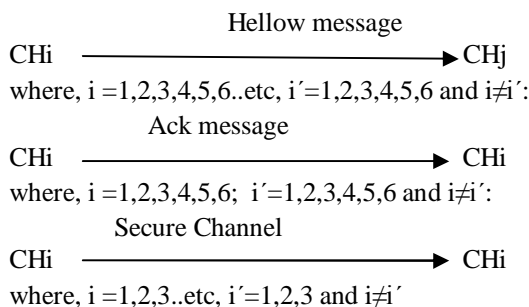 Hellow message
CHi CHj
where, i =1,2,3,4,5,6..etc, i´=1,2,3,4,5,6 and i≠i´:
Ack message
CHi CHi
where, i =1,2,3,4,5,6; i´=1,2,3,4,5,6 and i≠i´:
Secure Channel
CHi CHi
where, i =1,2,3..etc, i´=1,2,3 and i≠i´